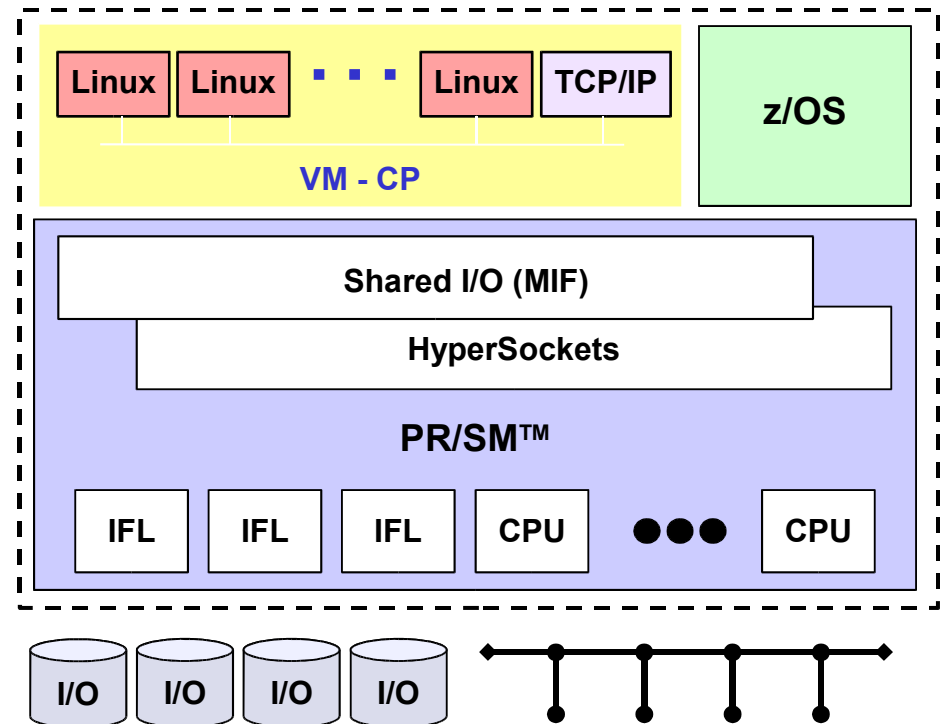 Linux Linux Linux TCP/IP
z/OS
VM - CP
Shared I/O (MIF)
HyperSockets
PR/SM™
IFL IFL IFL CPU CPU
I/O I/O I/O I/O